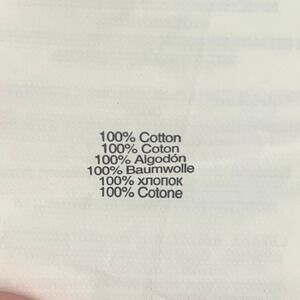 100% Cotton
100% Coton
100% Algodón
100% Baumwolle
100% хлопок
100% Cotone